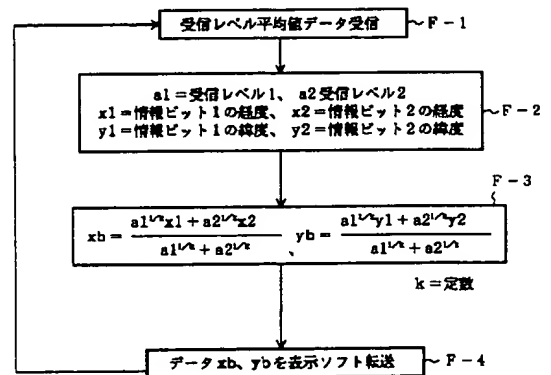 受信レベル平均値データ受信 ~F-1
a1=受信レベル1、a2受信レベル2
x1=情報ビット1の経度、x2=情報ビット2の経度
y1=情報ビット1の緯度、y2=情報ビット2の緯度
~F-2
F-3
xb = (a1^{1/k}x1 + a2^{1/k}x2) / (a1^{1/k} + a2^{1/k})、yb = (a1^{1/k}y1 + a2^{1/k}y2) / (a1^{1/k} + a2^{1/k})
k=定数
データxb、ybを表示ソフト転送 ~F-4